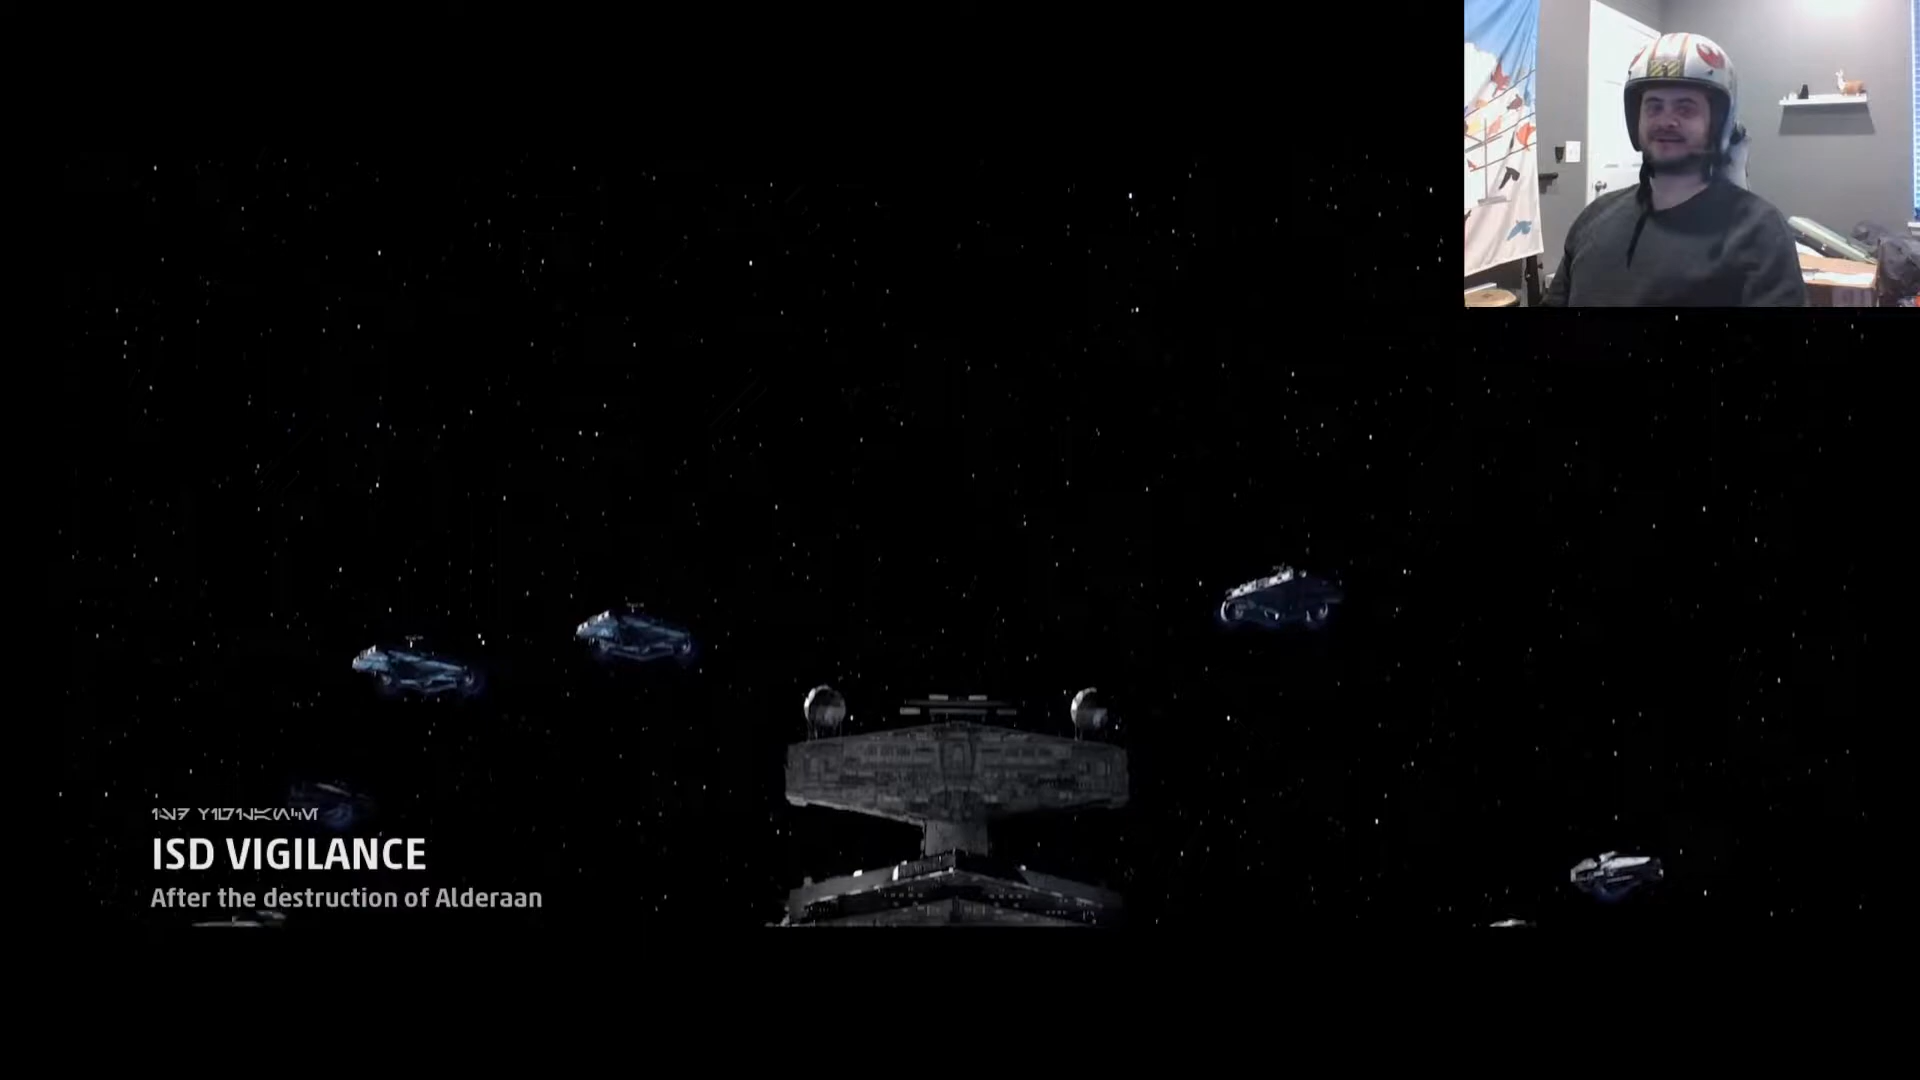 ISD VIGILANCE
After the destruction of Alderaan